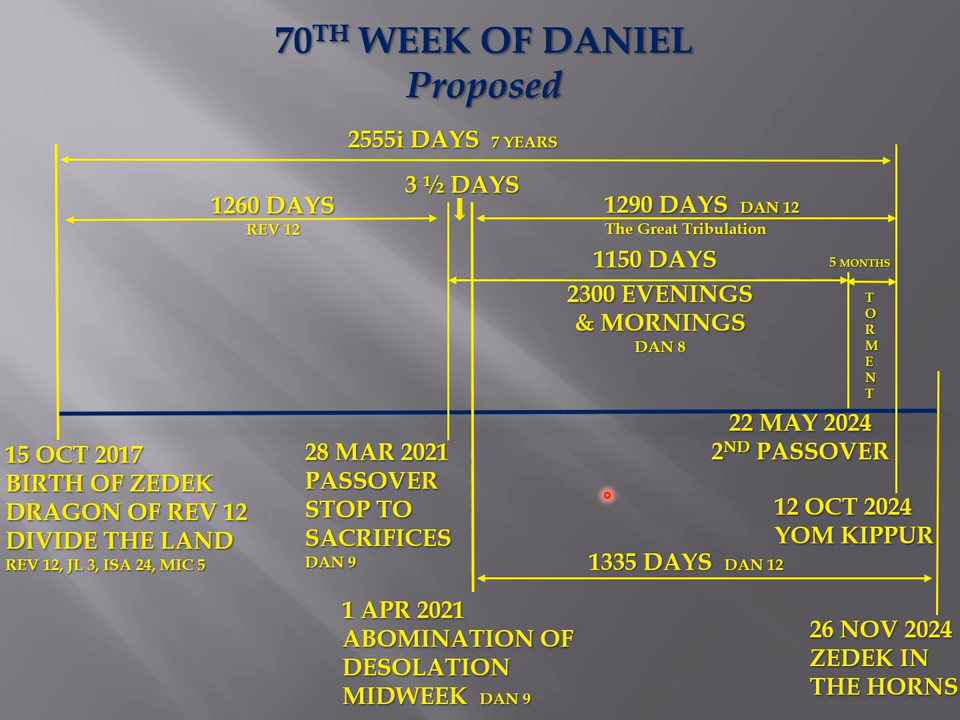 70TH WEEK OF DANIEL
Proposed
2555i DAYS 7 YEARS
3 ½ DAYS
1260 DAYS
REV 12
1290 DAYS DAN 12
The Great Tribulation
1150 DAYS
5 MONTHS
2300 EVENINGS
& MORNINGS
DAN 8
TORMENT
15 OCT 2017
BIRTH OF ZEDEK
DRAGON OF REV 12
DIVIDE THE LAND
REV 12, JL 3, ISA 24, MIC 5
28 MAR 2021
PASSOVER
STOP TO
SACRIFICES
DAN 9
22 MAY 2024
2ND PASSOVER
12 OCT 2024
YOM KIPPUR
1335 DAYS DAN 12
1 APR 2021
ABOMINATION OF
DESOLATION
MIDWEEK DAN 9
26 NOV 2024
ZEDEK IN
THE HORNS